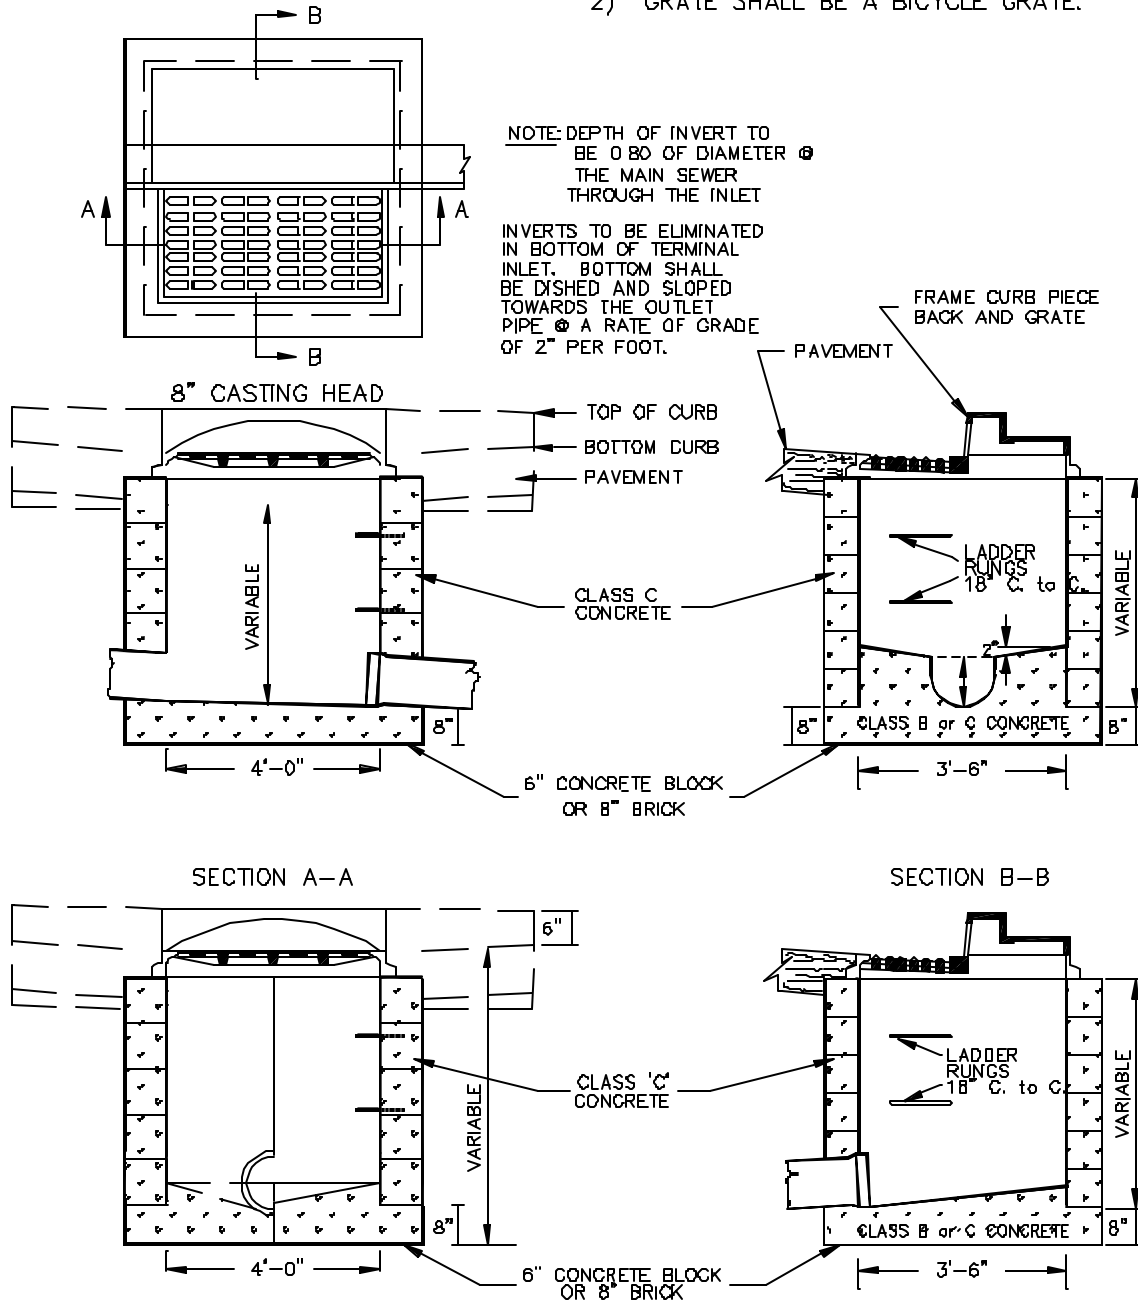 2) GRATE SHALL BE A BICYCLE GRATE.
B
A
A
B
NOTE: DEPTH OF INVERT TO
BE 0.80 OF DIAMETER @
THE MAIN SEWER
THROUGH THE INLET
INVERTS TO BE ELIMINATED
IN BOTTOM OF TERMINAL
INLET. BOTTOM SHALL
BE DISHED AND SLOPED
TOWARDS THE OUTLET
PIPE @ A RATE OF GRADE
OF 2" PER FOOT.
FRAME CURB PIECE
BACK AND GRATE
PAVEMENT
8" CASTING HEAD
TOP OF CURB
BOTTOM CURB
PAVEMENT
VARIABLE
CLASS C
CONCRETE
LADDER
RUNGS
18" C. to C.
VARIABLE
2"
8"
8"
CLASS B or C CONCRETE
8"
4'-0"
3'-6"
6" CONCRETE BLOCK
OR 8" BRICK
SECTION A-A
SECTION B-B
6"
VARIABLE
CLASS 'C'
CONCRETE
LADDER
RUNGS
18" C. to C.
VARIABLE
8"
CLASS B or C CONCRETE
8"
4'-0"
3'-6"
6" CONCRETE BLOCK
OR 8" BRICK